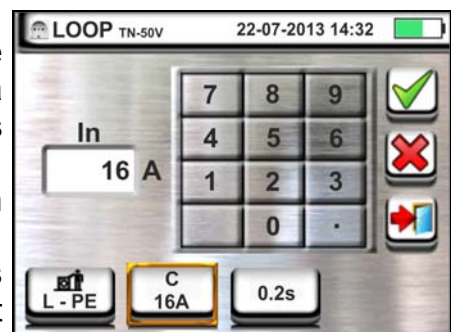 LOOP TN-50V 22-07-2013 14:32
7 8 9
In
4 5 6
16 A
1 2 3
0 .
L - PE
C
16A
0.2s